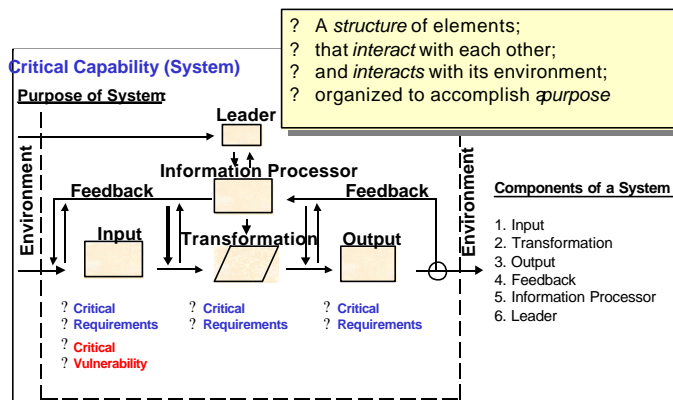 ? A structure of elements;
? that interact with each other;
? and interacts with its environment;
? organized to accomplish a purpose
Critical Capability (System)
Purpose of System:
Leader
Information Processor
Feedback
Feedback
Environment
Environment
Input
Transformation
Output
? Critical
? Requirements
? Critical
? Vulnerability
? Critical
? Requirements
? Critical
? Requirements
Components of a System
1. Input
2. Transformation
3. Output
4. Feedback
5. Information Processor
6. Leader